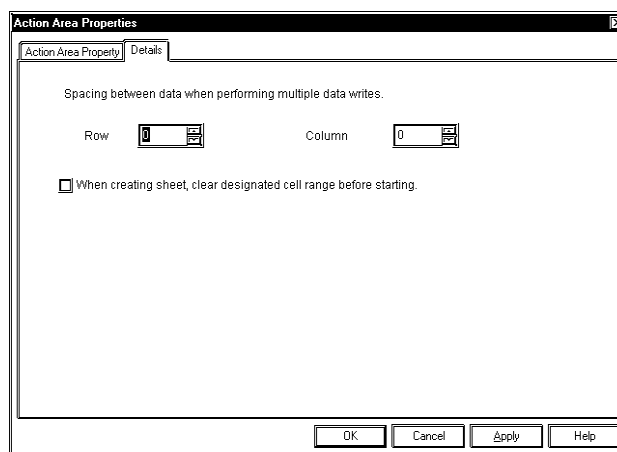 Action Area Properties
Action Area Property Details
Spacing between data when performing multiple data writes.
Row 0 Column 0
When creating sheet, clear designated cell range before starting.
OK Cancel Apply Help